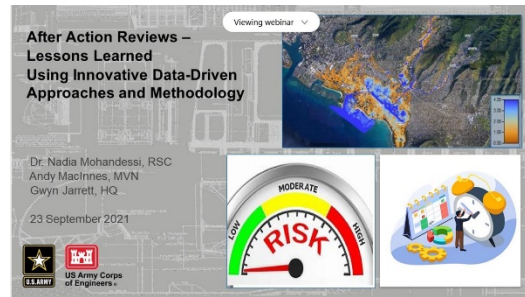 Viewing webinar
After Action Reviews –
Lessons Learned
Using Innovative Data-Driven
Approaches and Methodology
Dr. Nadia Mohandessi, RSC
Andy MacInnes, MVN
Gwyn Jarrett, HQ
23 September 2021
LOW
MODERATE
HIGH
RISK
U.S. ARMY
US Army Corps
of Engineers